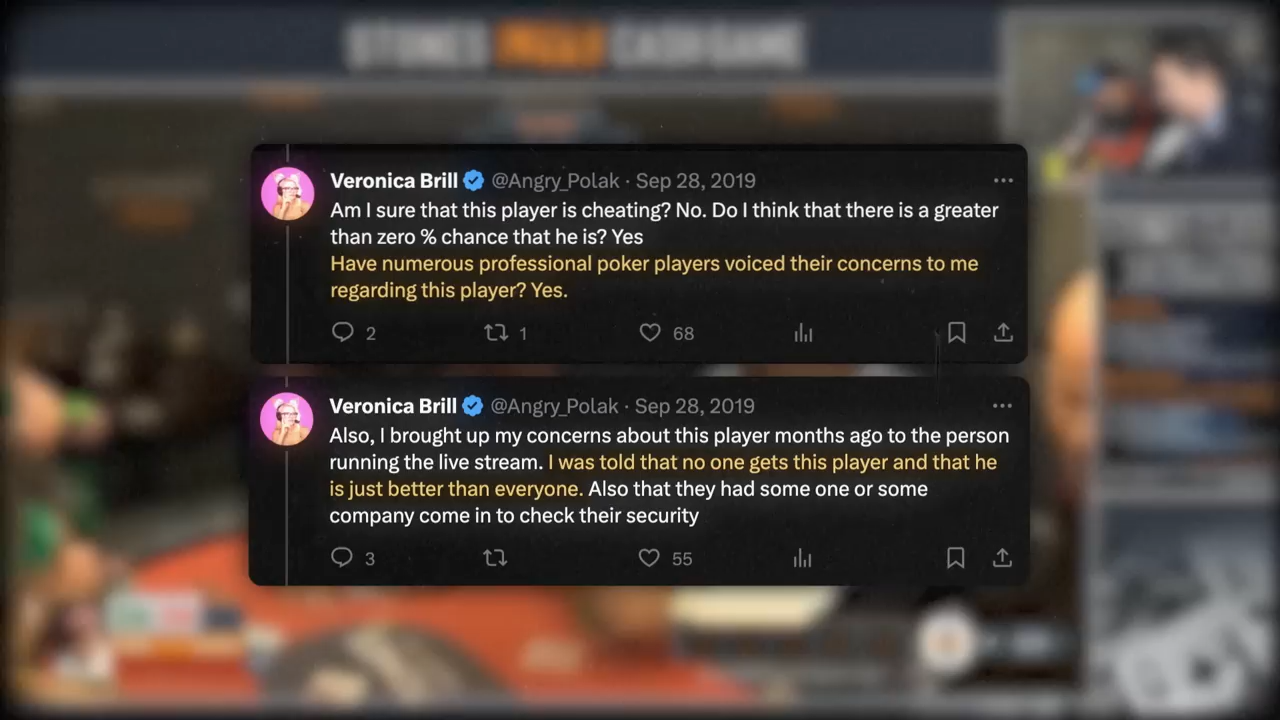 STONES POKER CASH GAME
Veronica Brill @Angry_Polak · Sep 28, 2019
Am I sure that this player is cheating? No. Do I think that there is a greater
than zero % chance that he is? Yes
Have numerous professional poker players voiced their concerns to me
regarding this player? Yes.
2 1 68
Veronica Brill @Angry_Polak · Sep 28, 2019
Also, I brought up my concerns about this player months ago to the person
running the live stream. I was told that no one gets this player and that he
is just better than everyone. Also that they had some one or some
company come in to check their security
3 55